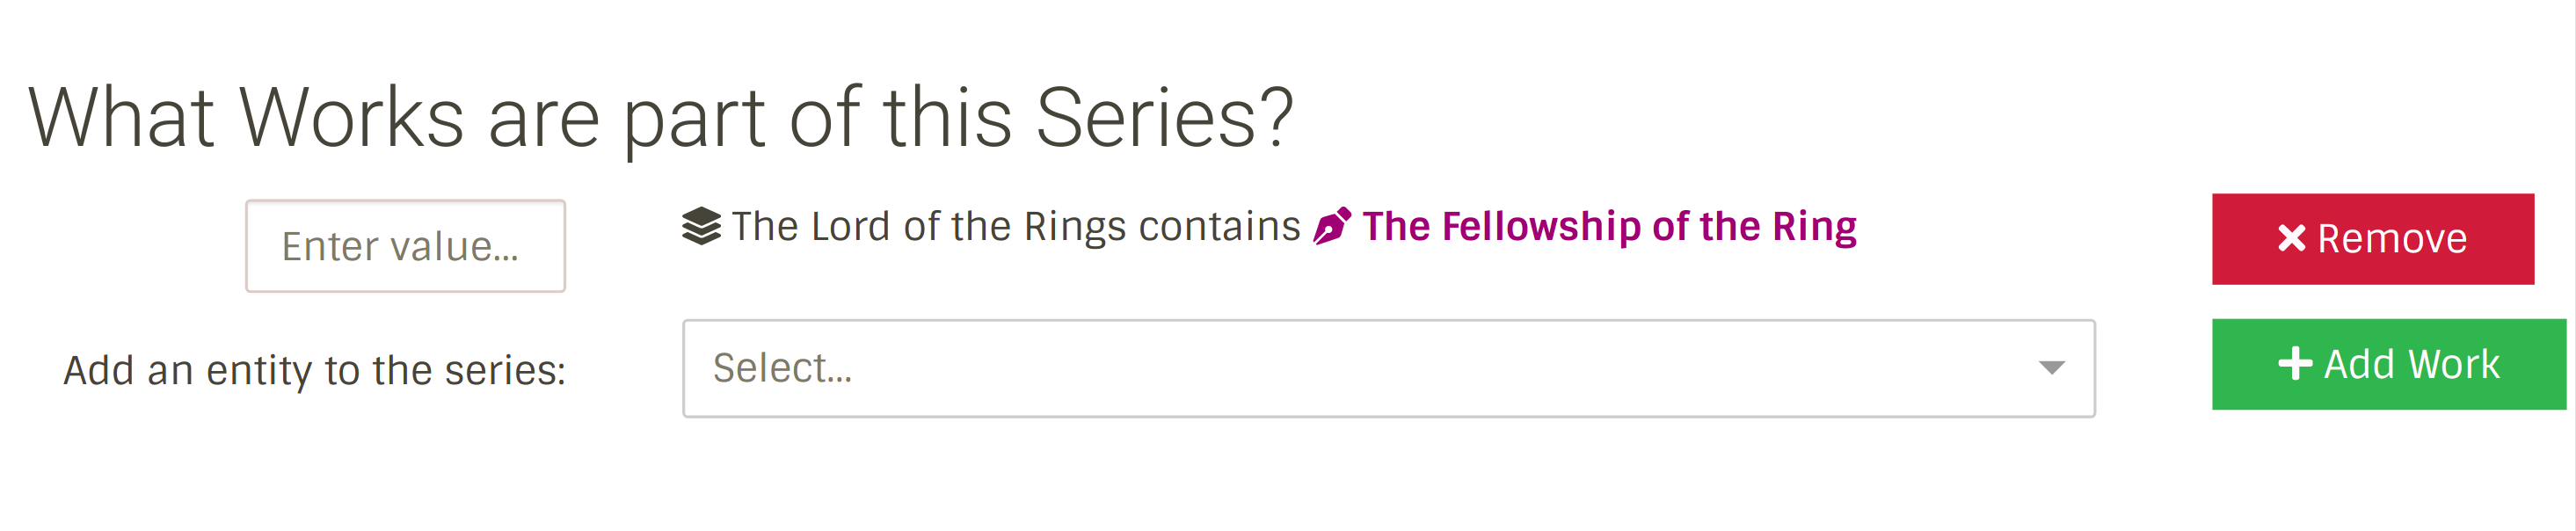 What Works are part of this Series?
Enter value... The Lord of the Rings contains The Fellowship of the Ring Remove
Add an entity to the series: Select... Add Work